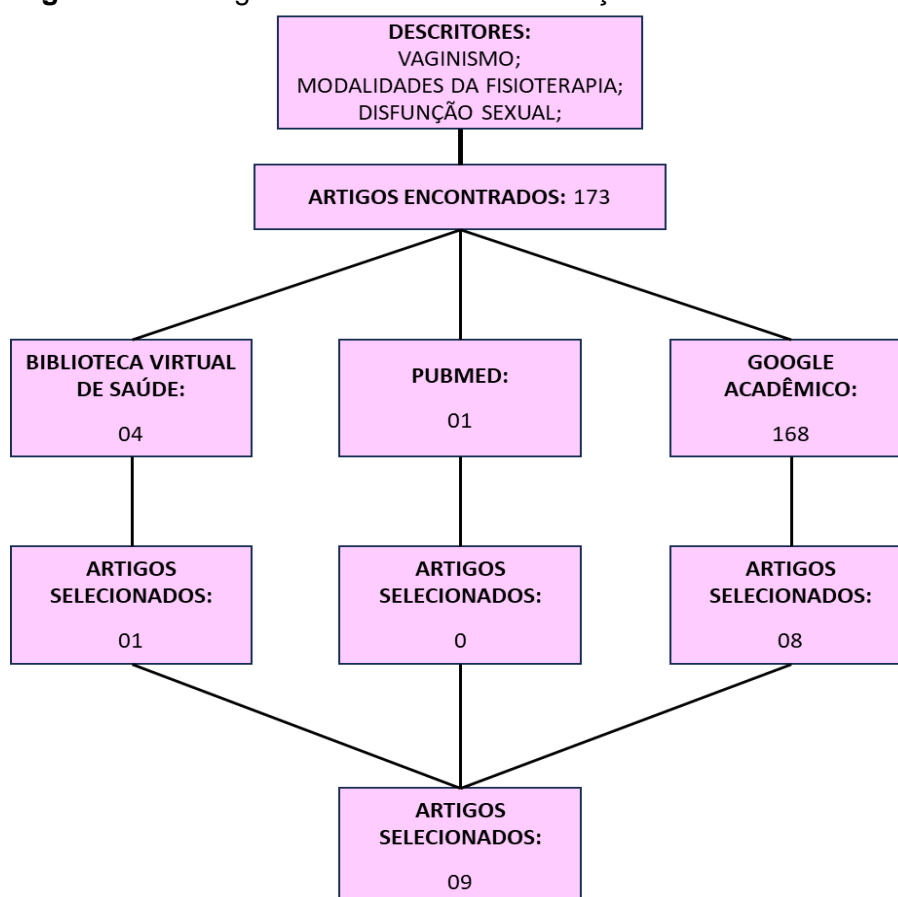 DESCRITORES:
VAGINISMO;
MODALIDADES DA FISIOTERAPIA;
DISFUNÇÃO SEXUAL;
ARTIGOS ENCONTRADOS: 173
BIBLIOTECA VIRTUAL
DE SAÚDE:
04
PUBMED:
01
GOOGLE
ACADÊMICO:
168
ARTIGOS
SELECIONADOS:
01
ARTIGOS
SELECIONADOS:
0
ARTIGOS
SELECIONADOS:
08
ARTIGOS
SELECIONADOS:
09